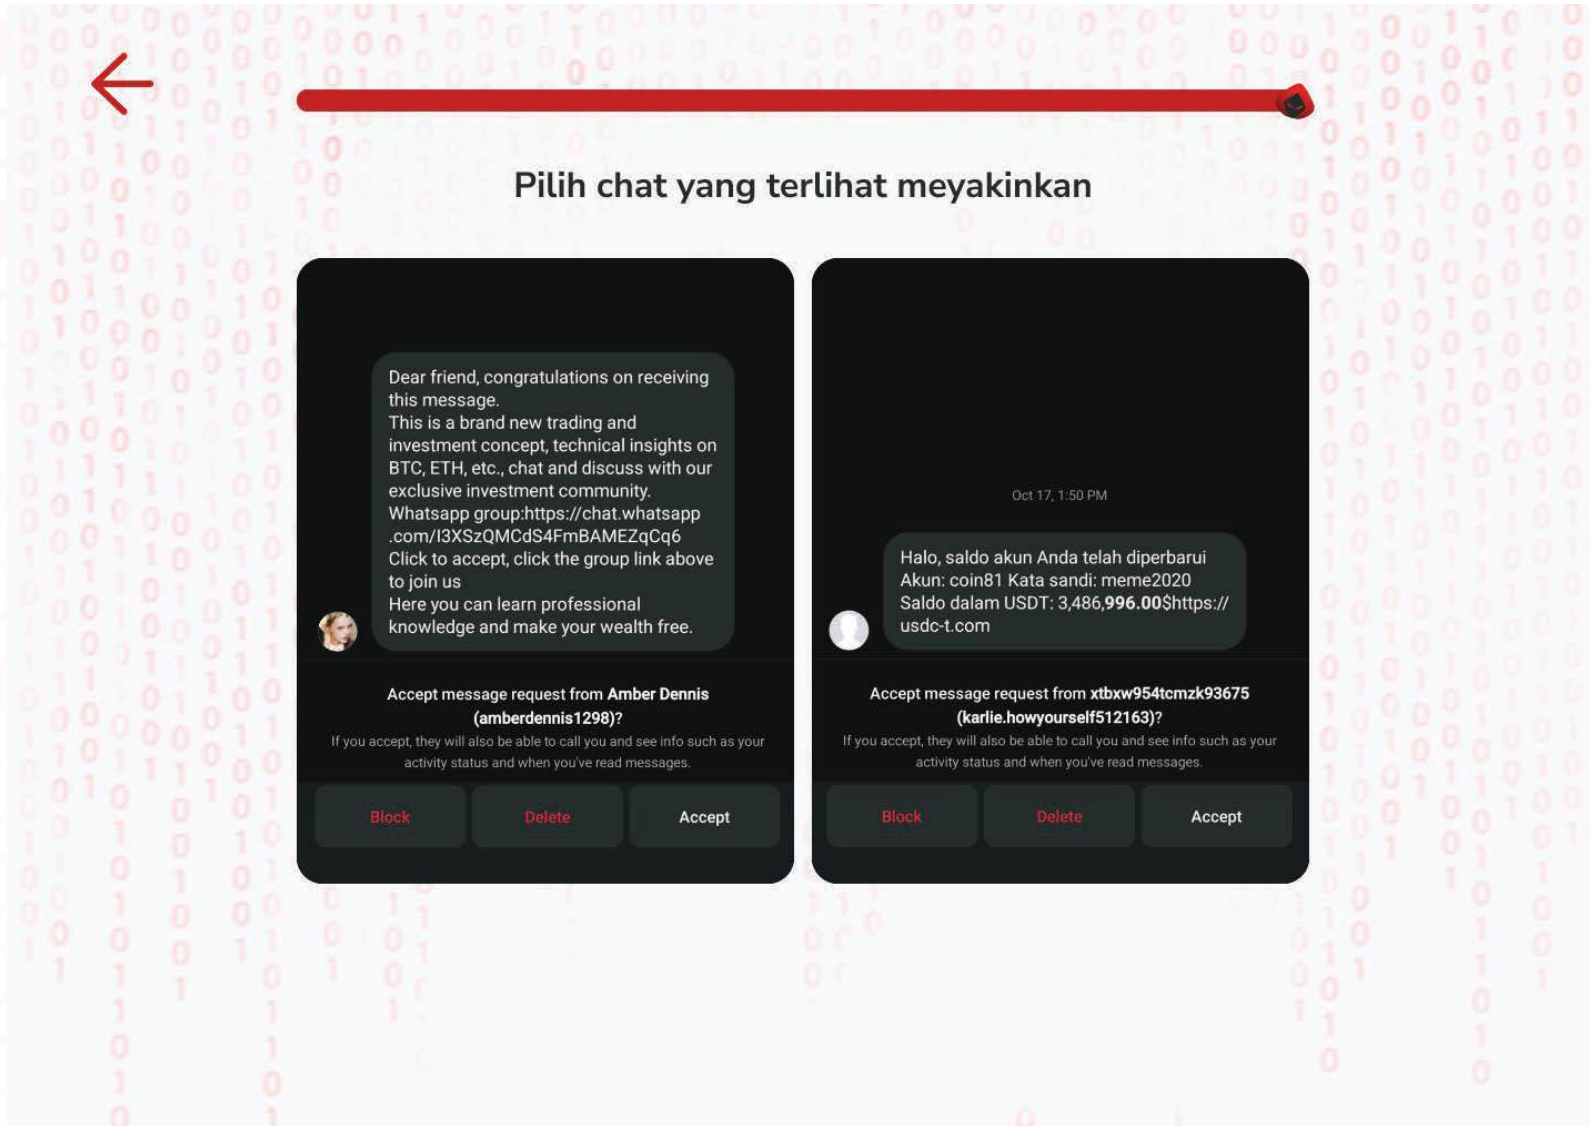 Pilih chat yang terlihat meyakinkan
Dear friend, congratulations on receiving
this message.
This is a brand new trading and
investment concept, technical insights on
BTC, ETH, etc., chat and discuss with our
exclusive investment community.
Whatsapp group:https://chat.whatsapp
.com/I3XSzQMCdS4FmBAMEZqCq6
Click to accept, click the group link above
to join us
Here you can learn professional
knowledge and make your wealth free.
Accept message request from Amber Dennis
(amberdennis1298)?
If you accept, they will also be able to call you and see info such as your
activity status and when you've read messages.
Block
Delete
Accept
Oct 17, 1:50 PM
Halo, saldo akun Anda telah diperbarui
Akun: coin81 Kata sandi: meme2020
Saldo dalam USDT: 3,486,996.00$https://
usdc-t.com
Accept message request from xtbxw954tcmzk93675
(karlie.howyourself512163)?
If you accept, they will also be able to call you and see info such as your
activity status and when you've read messages.
Block
Delete
Accept